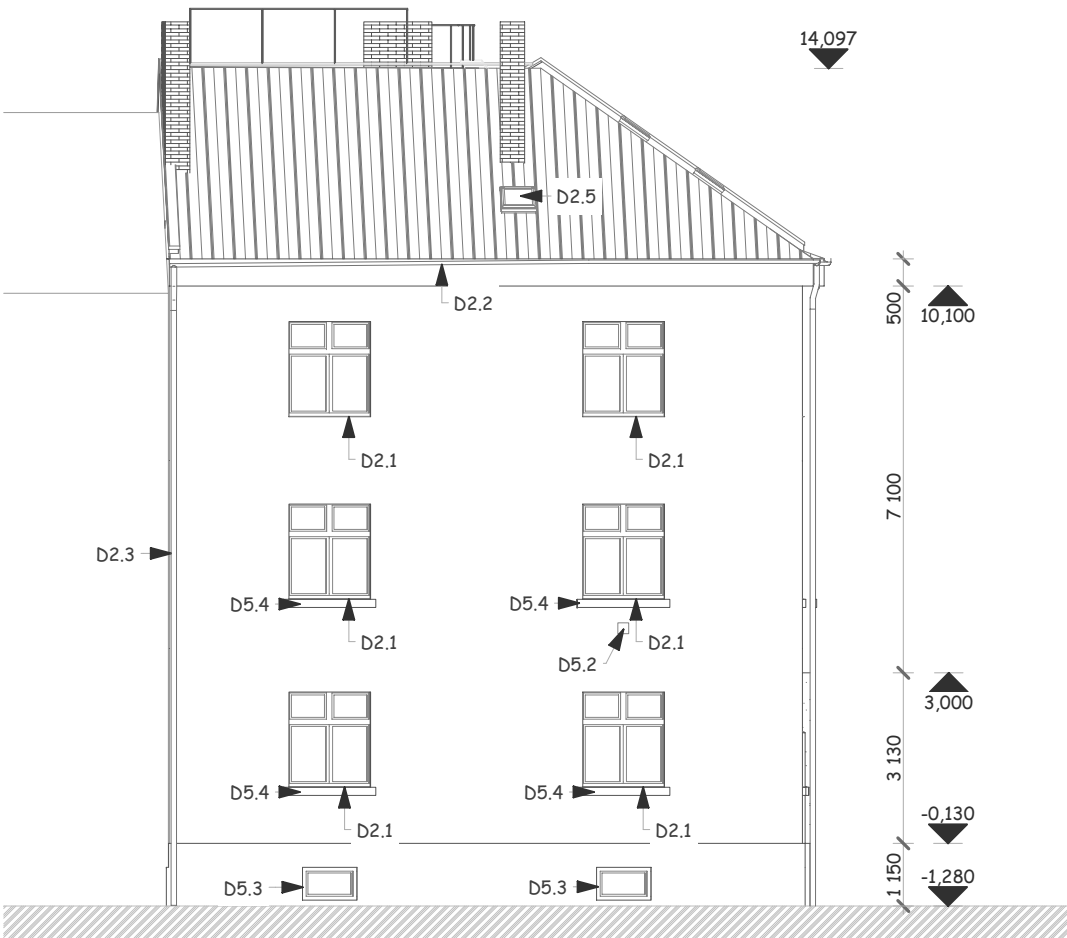 14,097
D2.5
D2.2
500
10,100
D2.1
D2.1
7 100
D2.3
D5.4
D5.4
D2.1
D2.1
D5.2
3,000
3 130
D5.4
D5.4
-0,130
D2.1
D2.1
1 150
-1,280
D5.3
D5.3